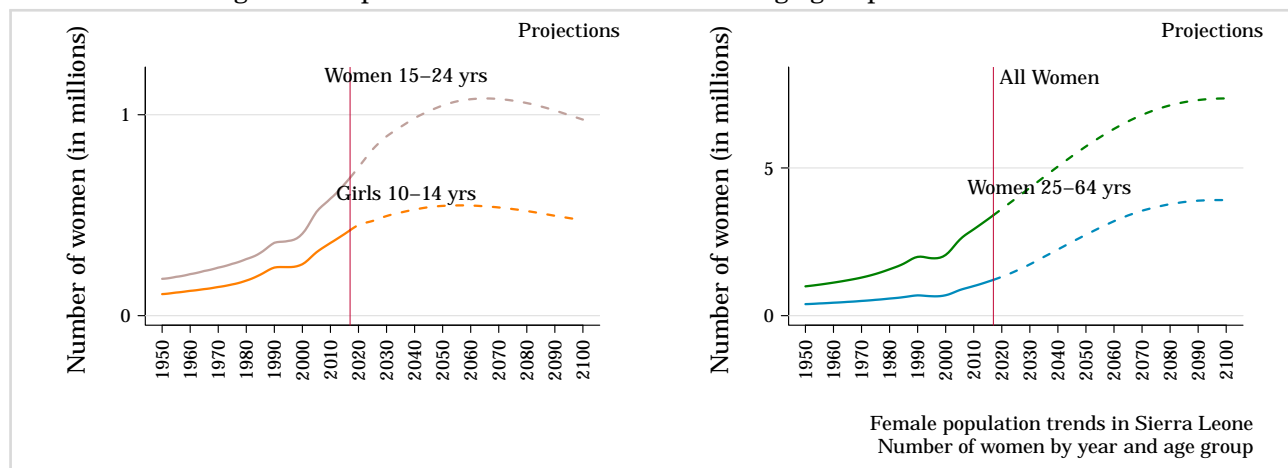 Projections
Number of women (in millions)
Women 15–24 yrs
1
Girls 10–14 yrs
0
1950 1960 1970 1980 1990 2000 2010 2020 2030 2040 2050 2060 2070 2080 2090 2100
Projections
Number of women (in millions)
All Women
5
Women 25–64 yrs
0
1950 1960 1970 1980 1990 2000 2010 2020 2030 2040 2050 2060 2070 2080 2090 2100
Female population trends in Sierra Leone
Number of women by year and age group